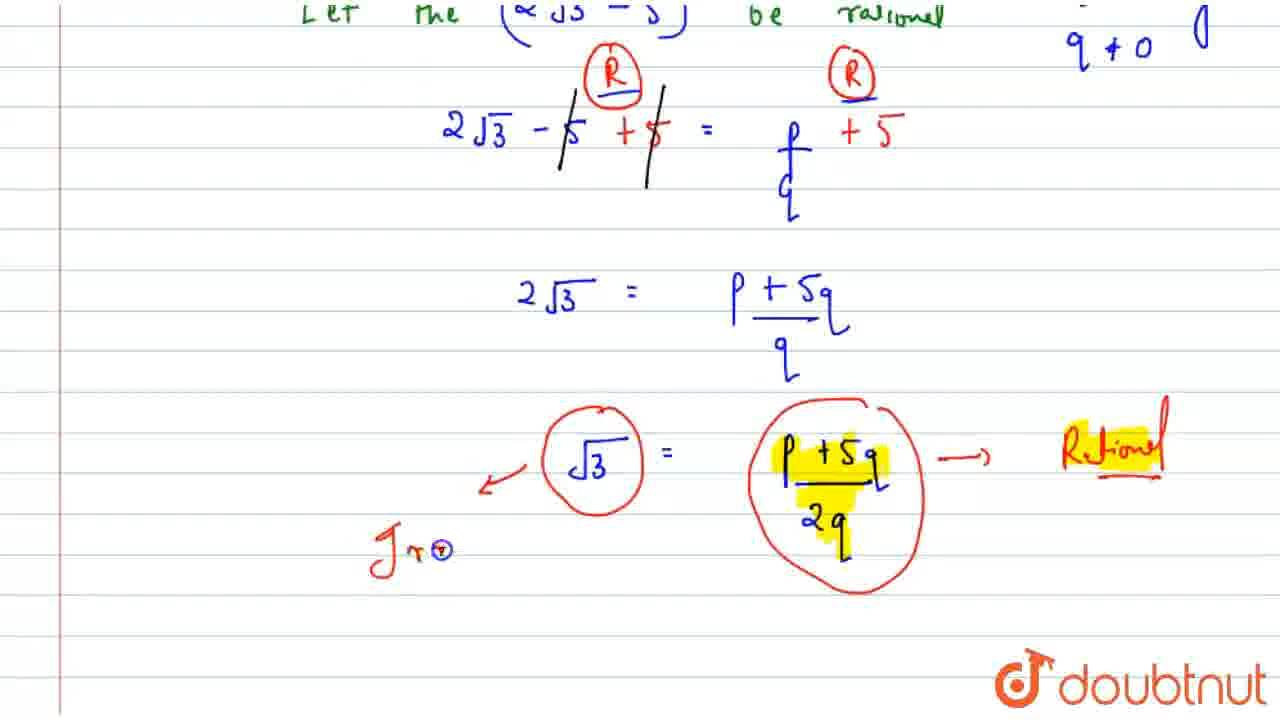 Let the (2√3 - 5) be rational
q ≠ 0
R R
2√3 - 5 + 5 = p/q + 5
2√3 = p + 5q / q
√3 = p + 5q / 2q → Rational
Irr
doubtnut